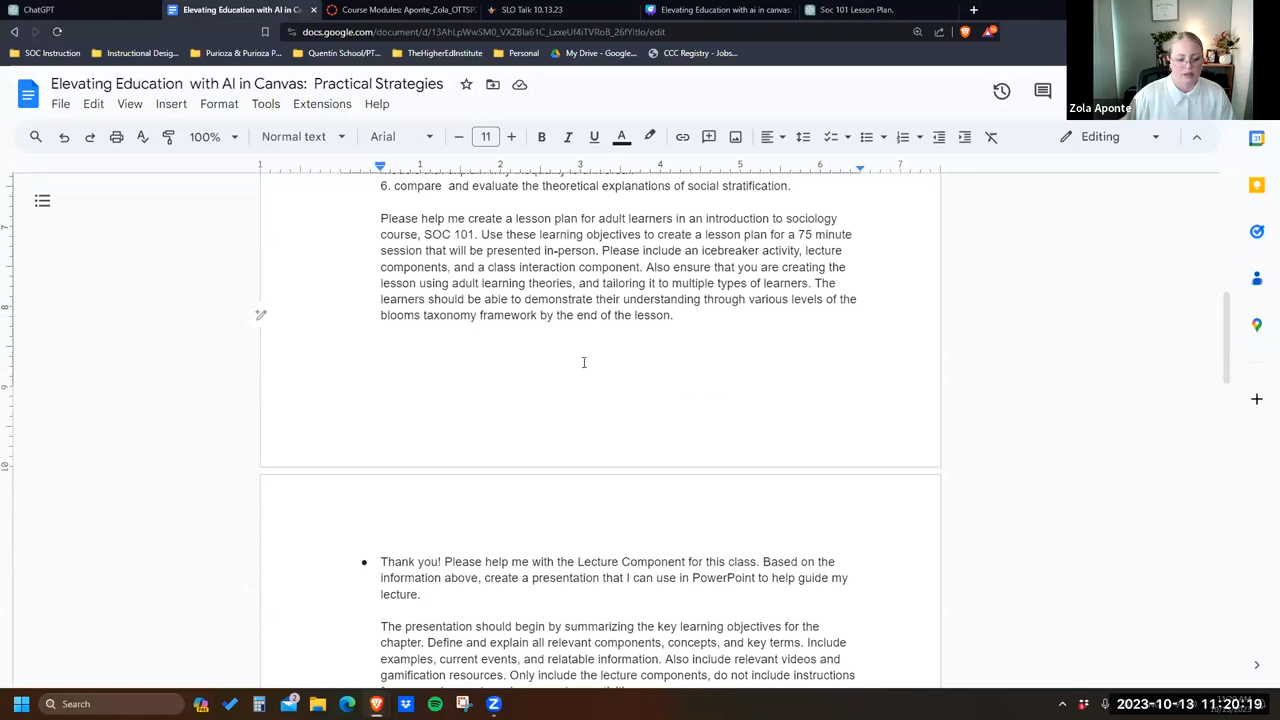 ChatGPT
Elevating Education with AI in C
Course Modules: Aponte_Zola_OTTSP
SLO Talk 10.13.23
Elevating Education with Ai in canvas:
Soc 101 Lesson Plan.
SOC Instruction
Instructional Desig...
Purioza & Purioza P...
Quentin School/PT...
TheHigherEdInstitute
Personal
My Drive - Google...
CCC Registry - Jobs...
Elevating Education with AI in Canvas: Practical Strategies
File Edit View Insert Format Tools Extensions Help
Zola Aponte
100% Normal text Arial 11 Editing
1 1 2 3 4 5 6 7
6. compare and evaluate the theoretical explanations of social stratification.
Please help me create a lesson plan for adult learners in an introduction to sociology
course, SOC 101. Use these learning objectives to create a lesson plan for a 75 minute
session that will be presented in-person. Please include an icebreaker activity, lecture
components, and a class interaction component. Also ensure that you are creating the
lesson using adult learning theories, and tailoring it to multiple types of learners. The
learners should be able to demonstrate their understanding through various levels of the
blooms taxonomy framework by the end of the lesson.
Thank you! Please help me with the Lecture Component for this class. Based on the
information above, create a presentation that I can use in PowerPoint to help guide my
lecture.
The presentation should begin by summarizing the key learning objectives for the
chapter. Define and explain all relevant components, concepts, and key terms. Include
examples, current events, and relatable information. Also include relevant videos and
gamification resources. Only include the lecture components, do not include instructions
Search
2023-10-13 11:20:19